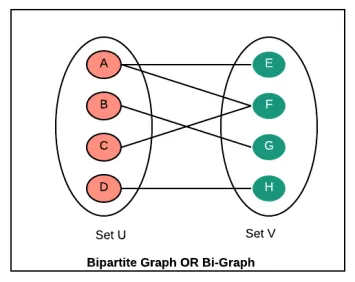 A E
B F
C G
D H
Set U Set V
Bipartite Graph OR Bi-Graph